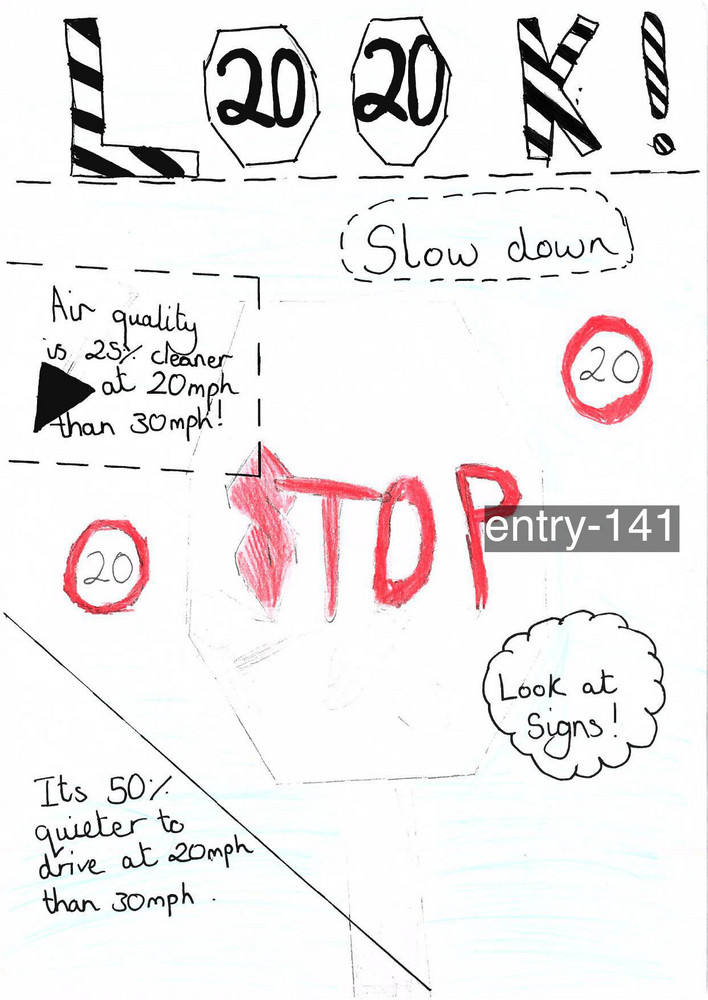 L 20 20 K !
Slow down
Air quality
is 25% cleaner
at 20mph
than 30mph!
20
STOP
entry-141
20
Look at
Signs!
Its 50%
quieter to
drive at 20mph
than 30mph.